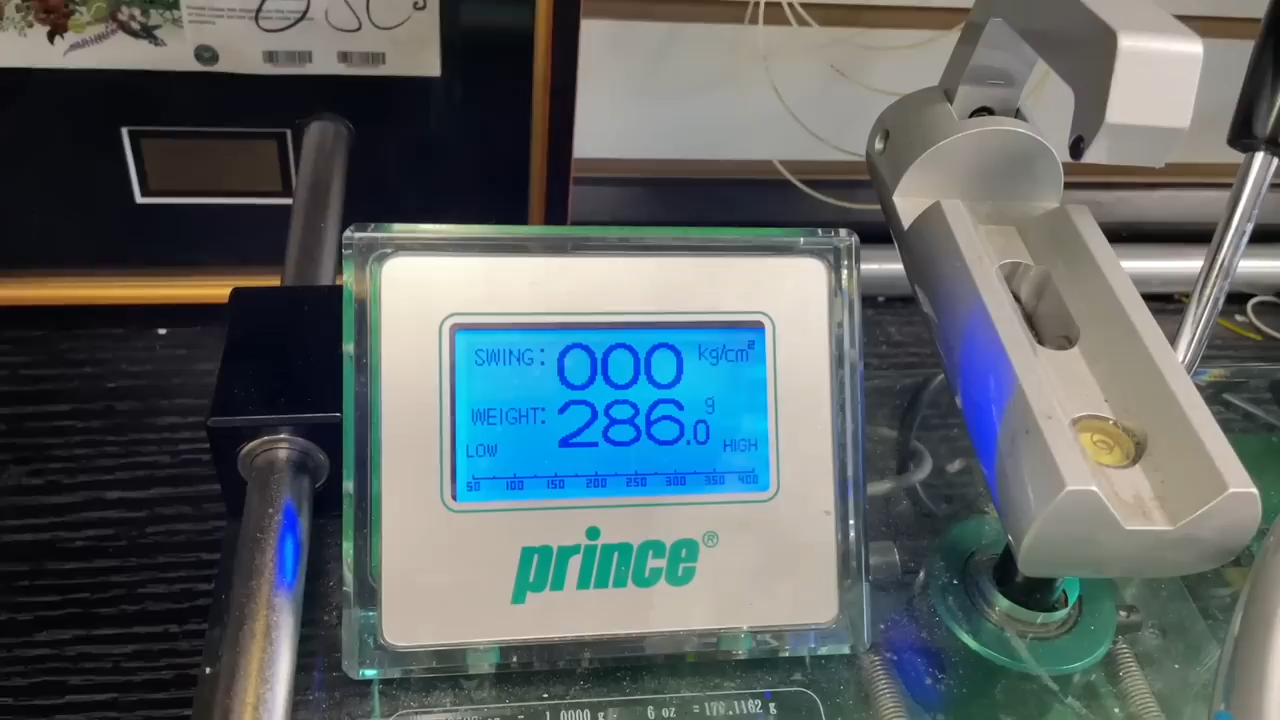 SWING: 000 kg/cm²
WEIGHT: 286.0 g
LOW HIGH
50 100 150 200 250 300 350 400
prince®
1.0000 g. 6 oz =170.1162 g